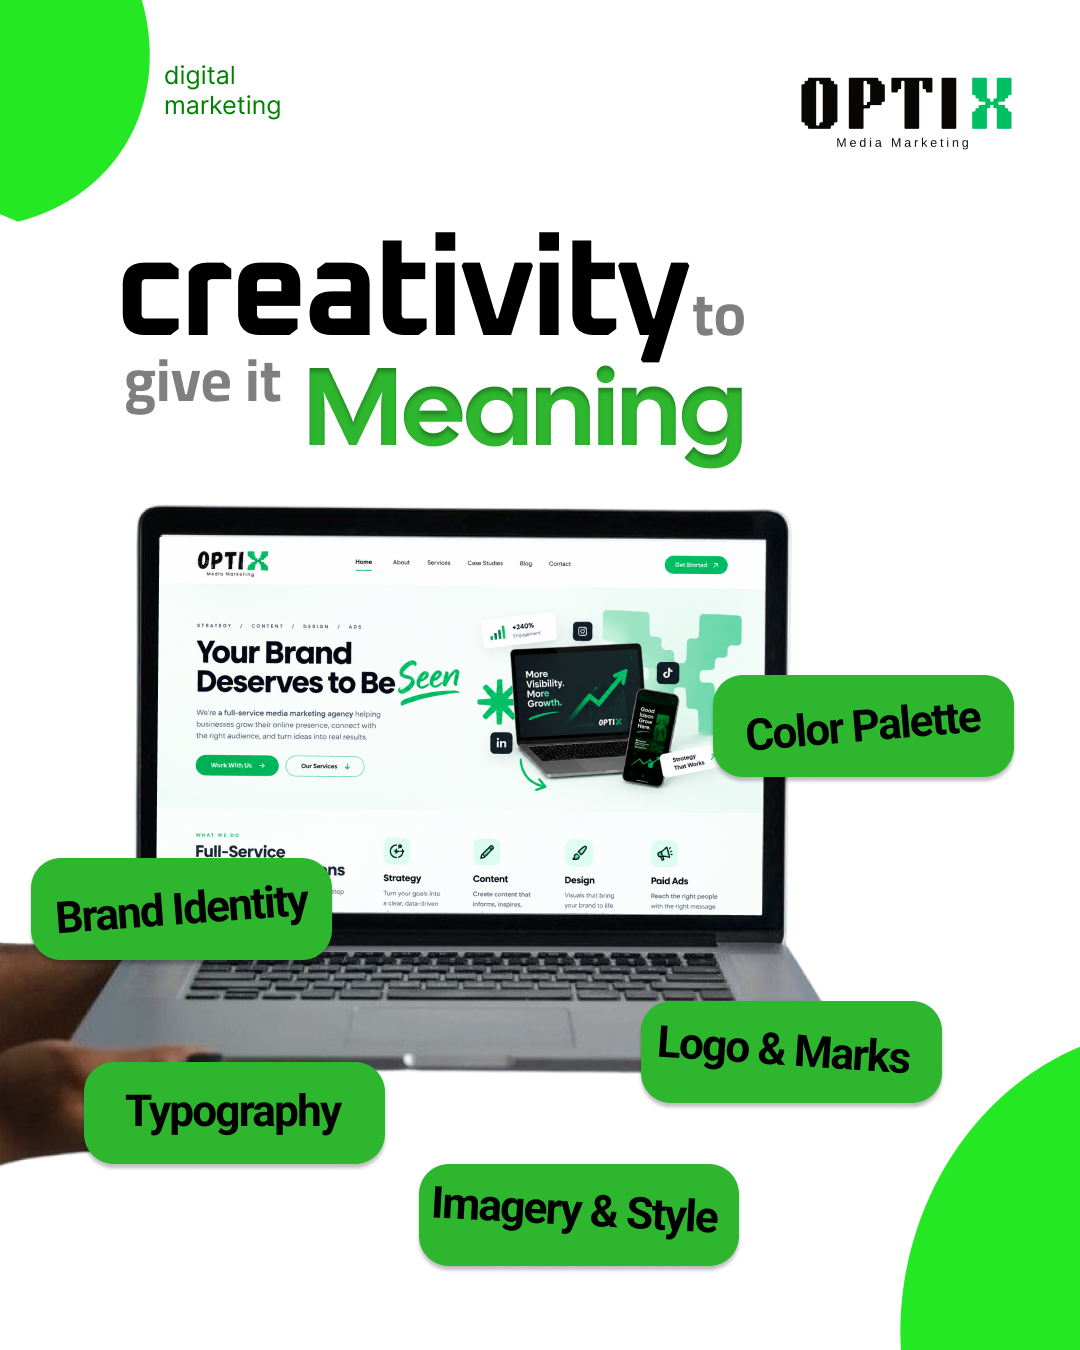 digital
marketing
OPTIX
Media Marketing
creativity to
give it Meaning
OPTIX
Media Marketing
Home About Services Case Studies Blog Contact
Get Started
STRATEGY / CONTENT / DESIGN / ADS
Your Brand
Deserves to Be Seen
We're a full-service media marketing agency helping
businesses grow their online presence, connect with
the right audience, and turn ideas into real results.
Work With Us
Our Services
+240%
Engagement
More
Visibility.
More
Growth.
OPTIX
Good
Ideas
Grow
Here.
Strategy
That Works
Color Palette
WHAT WE DO
Full-Service
ons
step
Strategy
Turn your goals into
a clear, data-driven
Content
Create content that
informs, inspires,
Design
Visuals that bring
your brand to life
Paid Ads
Reach the right people
with the right message
Brand Identity
Logo & Marks
Typography
Imagery & Style